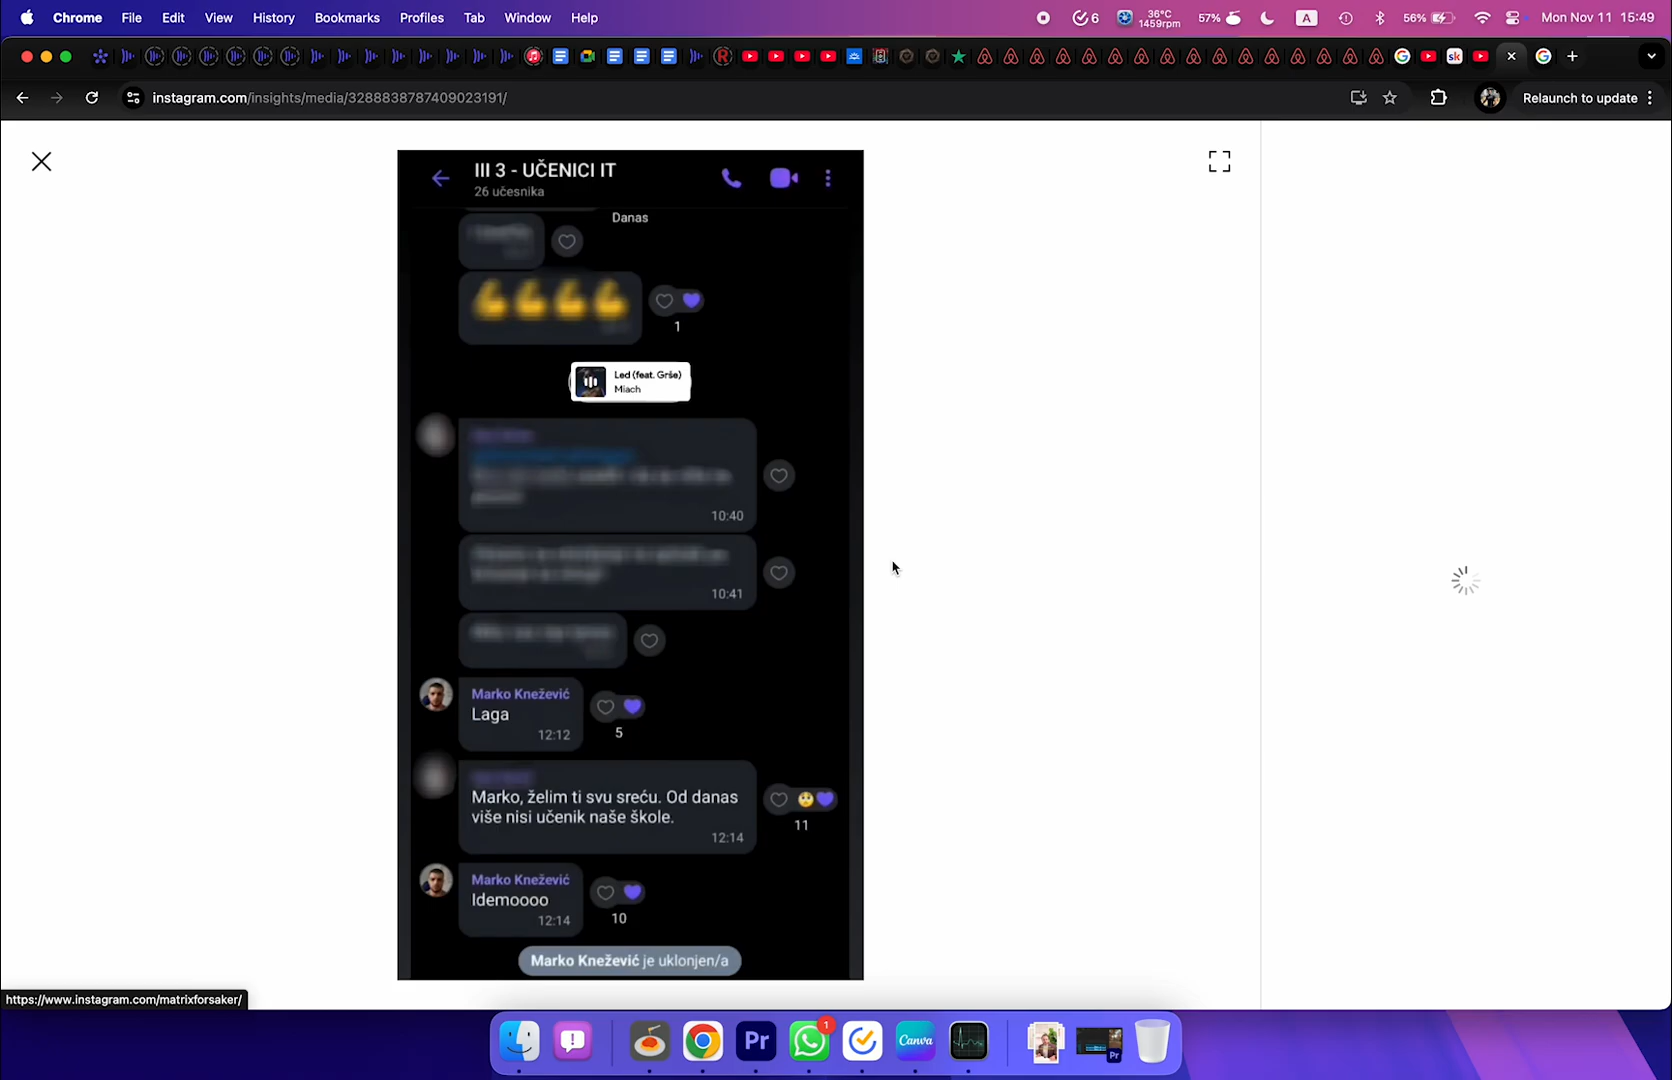 Chrome File Edit View History Bookmarks Profiles Tab Window Help
6 36°C 1459rpm 57% A 56% Mon Nov 11 15:49
instagram.com/insights/media/3288838787409023191/
Relaunch to update
III 3 - UČENICI IT
26 učesnika
Danas
1
Led (feat. Grše)
Miach
10:40
10:41
Marko Knežević
Laga
12:12
5
Marko, želim ti svu sreću. Od danas
više nisi učenik naše škole.
12:14
11
Marko Knežević
Idemoooo
12:14
10
Marko Knežević je uklonjen/a
https://www.instagram.com/matrixforsaker/
Pr
1
Canva
Pr